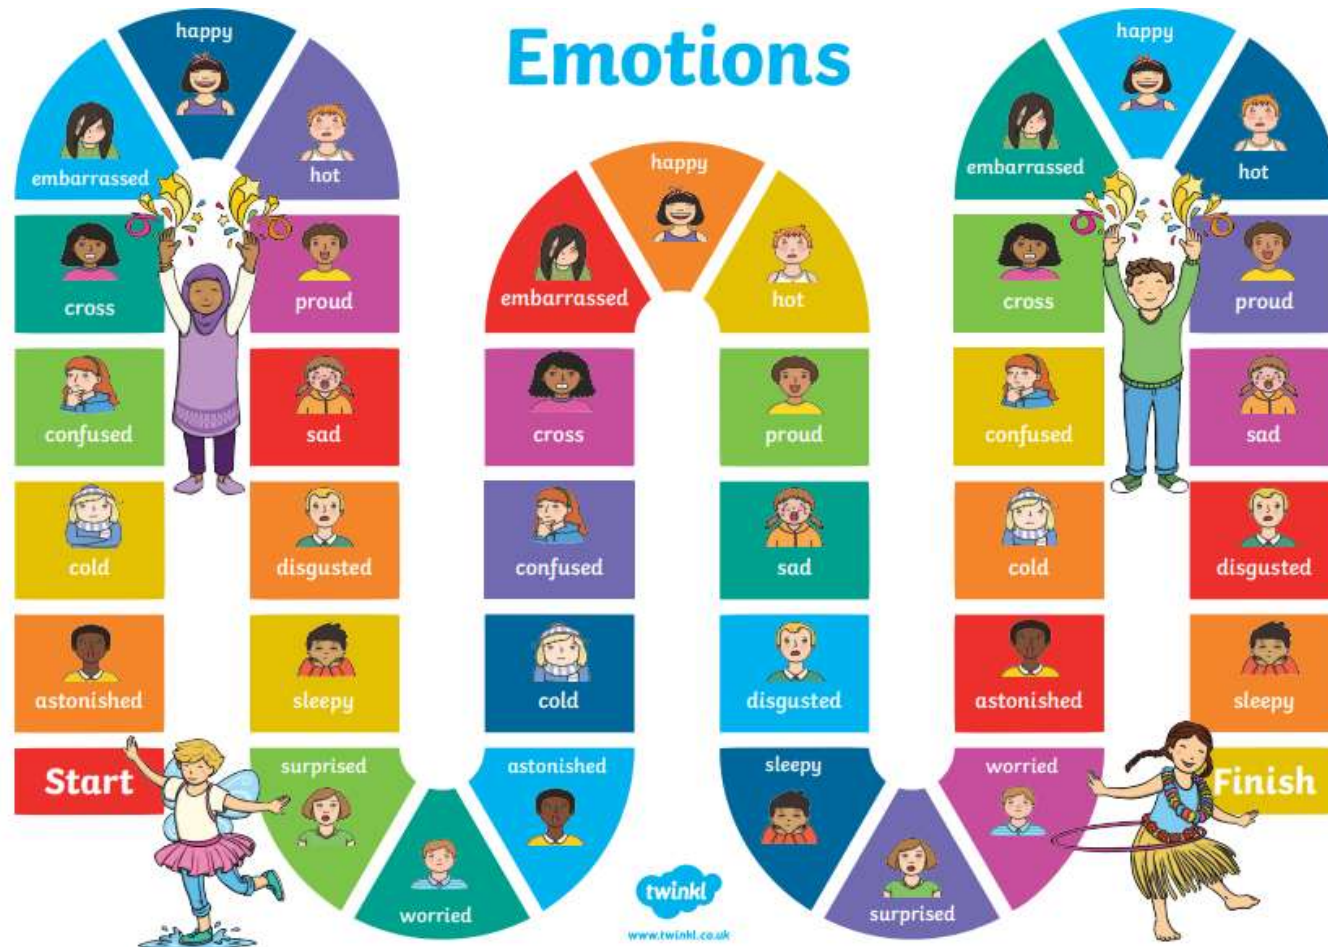 Emotions
Start
astonished
cold
confused
cross
embarrassed
happy
hot
proud
sad
disgusted
sleepy
surprised
worried
astonished
cold
confused
cross
embarrassed
happy
hot
proud
sad
disgusted
sleepy
surprised
worried
astonished
cold
confused
cross
embarrassed
happy
hot
proud
sad
disgusted
sleepy
Finish
twinkl
www.twinkl.co.uk